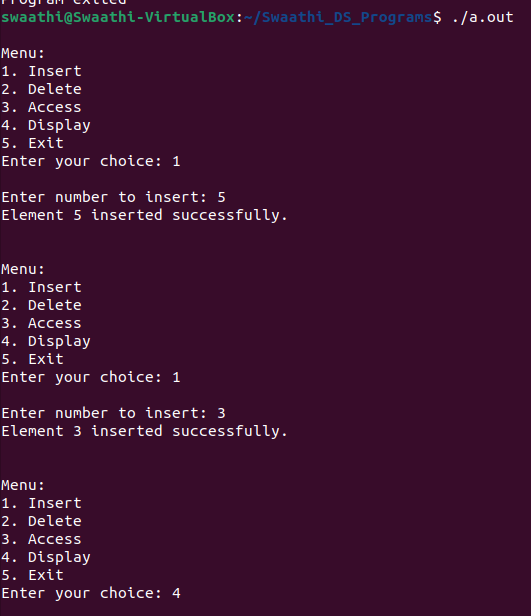 Program exited
swaathi@Swaathi-VirtualBox:~/Swaathi_DS_Programs$ ./a.out
Menu:
1. Insert
2. Delete
3. Access
4. Display
5. Exit
Enter your choice: 1
Enter number to insert: 5
Element 5 inserted successfully.
Menu:
1. Insert
2. Delete
3. Access
4. Display
5. Exit
Enter your choice: 1
Enter number to insert: 3
Element 3 inserted successfully.
Menu:
1. Insert
2. Delete
3. Access
4. Display
5. Exit
Enter your choice: 4